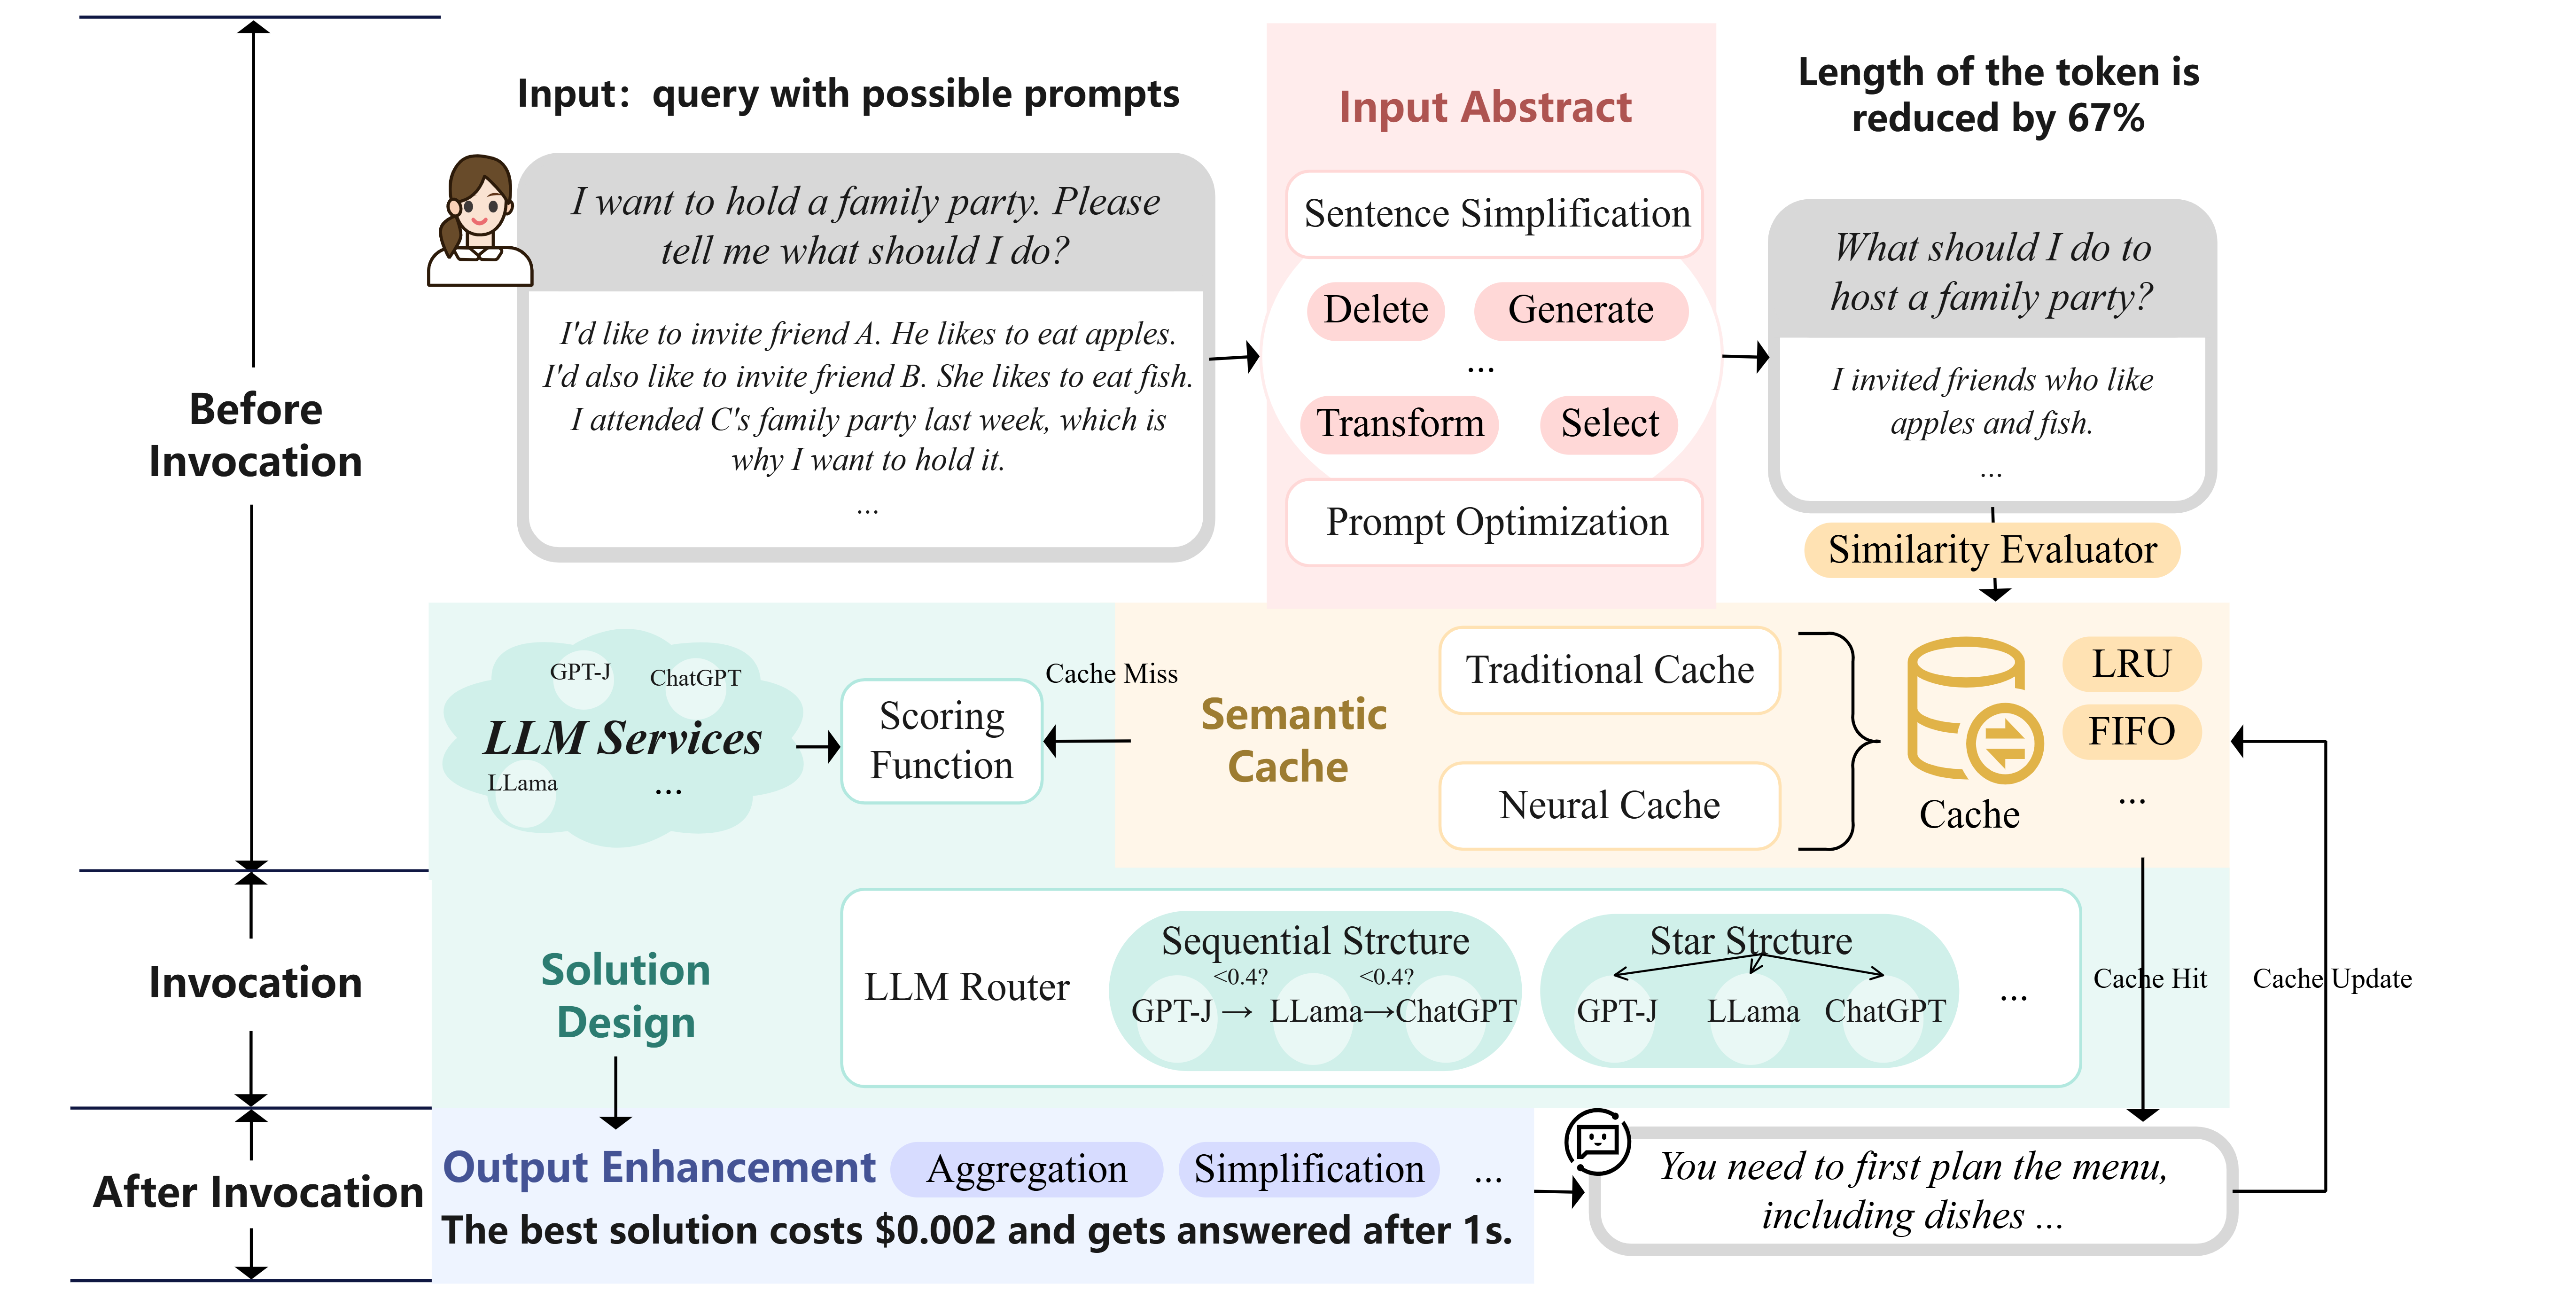 Before
Invocation
Input: query with possible prompts
I want to hold a family party. Please
tell me what should I do?
I'd like to invite friend A. He likes to eat apples.
I'd also like to invite friend B. She likes to eat fish.
I attended C's family party last week, which is
why I want to hold it.
...
Input Abstract
Sentence Simplification
Delete
Generate
...
Transform
Select
Prompt Optimization
Length of the token is
reduced by 67%
What should I do to
host a family party?
I invited friends who like
apples and fish.
...
Similarity Evaluator
GPT-J
ChatGPT
LLM Services
LLama
...
Scoring
Function
Cache Miss
Semantic
Cache
Traditional Cache
Neural Cache
Cache
LRU
FIFO
...
Invocation
Solution
Design
LLM Router
Sequential Strcture
<0.4?
<0.4?
GPT-J → LLama→ChatGPT
Star Strcture
GPT-J
LLama
ChatGPT
...
Cache Hit
Cache Update
After Invocation
Output Enhancement
Aggregation
Simplification
...
The best solution costs $0.002 and gets answered after 1s.
You need to first plan the menu,
including dishes ...